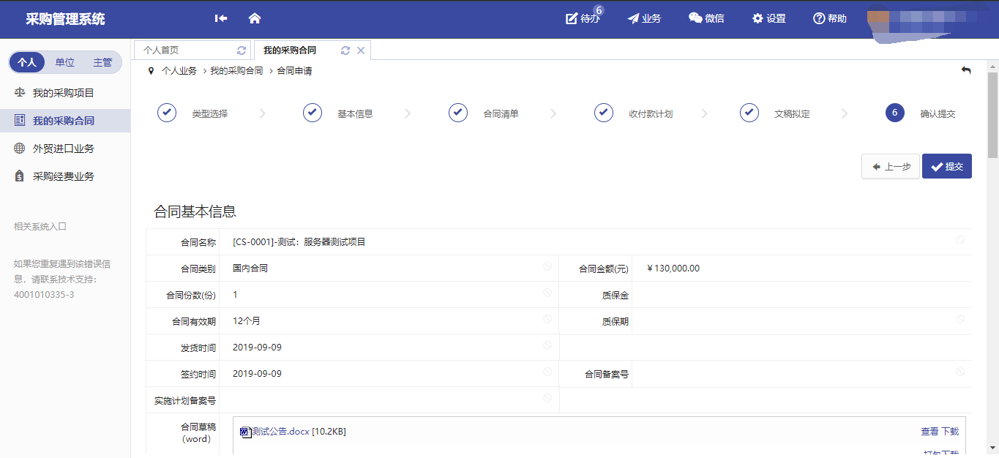 采购管理系统
待办 6
业务
微信
设置
帮助
个人 单位 主管
个人首页
我的采购合同
个人业务 > 我的采购合同 > 合同申请
我的采购项目
我的采购合同
外贸进口业务
采购经费业务
相关系统入口
如果您重复遇到该错误信
息，请联系技术支持：
4001010335-3
类型选择
基本信息
合同清单
收付款计划
文稿拟定
6 确认提交
上一步
提交
合同基本信息
合同名称 [CS-0001]-测试：服务器测试项目
合同类别 国内合同 合同金额(元) ￥130,000.00
合同份数(份) 1 质保金
合同有效期 12个月 质保期
发货时间 2019-09-09
签约时间 2019-09-09 合同备案号
实施计划备案号
合同草稿
(word)
测试公告.docx [10.2KB] 查看 下载
打包下载